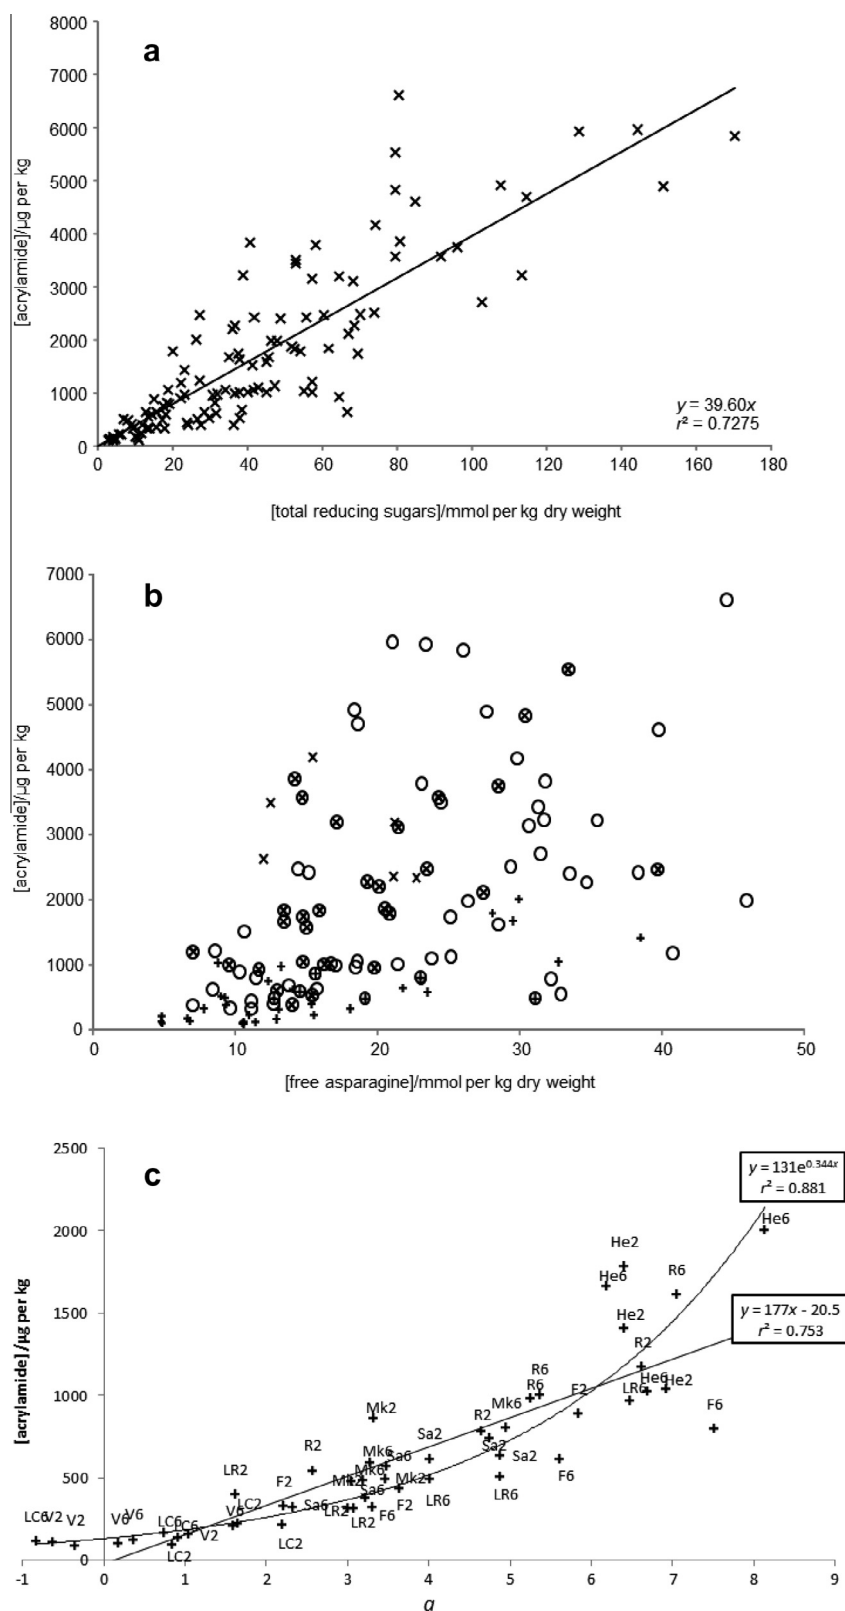 a
8000
7000
6000
5000
4000
3000
2000
1000
0
[acrylamide]/µg per kg
y = 39.60x
r² = 0.7275
0 20 40 60 80 100 120 140 160 180
[total reducing sugars]/mmol per kg dry weight
b
7000
6000
5000
4000
3000
2000
1000
0
[acrylamide]/µg per kg
0 10 20 30 40 50
[free asparagine]/mmol per kg dry weight
c
2500
2000
1500
1000
500
0
[acrylamide]/µg per kg
y = 131e^0.344x
r² = 0.881
He6
He2
He6
R6
y = 177x - 20.5
r² = 0.753
He2
R2
R6
R6
F2
LR6
He6
He2
Mk2
Mk6
F6
R2
Sa2
R2
Mk6
Sa6
Sa2
Sa2
LR2
F2
Mk2
Mk6
Mk2
F6
Sa6
LC6
V2
V2
V6
V6
LC6
LC6
V6
LC2
Sa6
LR2
LR2
F6
F2
LR6
LR6
LC2
V2
LC2
-1 0 1 2 3 4 5 6 7 8 9
a